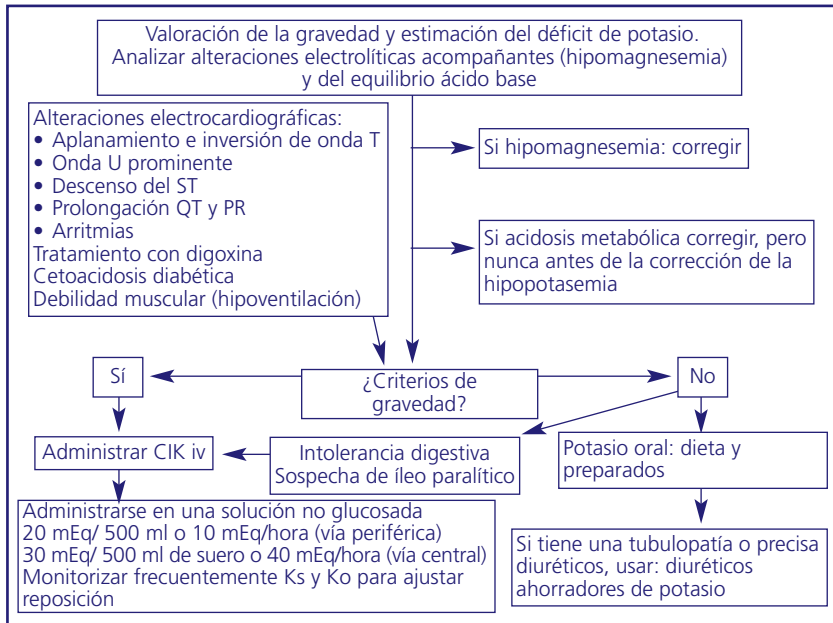 Valoración de la gravedad y estimación del déficit de potasio.
Analizar alteraciones electrolíticas acompañantes (hipomagnesemia)
y del equilibrio ácido base
Alteraciones electrocardiográficas:
• Aplanamiento e inversión de onda T
• Onda U prominente
• Descenso del ST
• Prolongación QT y PR
• Arritmias
Tratamiento con digoxina
Cetoacidosis diabética
Debilidad muscular (hipoventilación)
Si hipomagnesemia: corregir
Si acidosis metabólica corregir, pero
nunca antes de la corrección de la
hipopotasemia
Sí
¿Criterios de
gravedad?
No
Administrar ClK iv
Intolerancia digestiva
Sospecha de íleo paralítico
Potasio oral: dieta y
preparados
Administrarse en una solución no glucosada
20 mEq/ 500 ml o 10 mEq/hora (vía periférica)
30 mEq/ 500 ml de suero o 40 mEq/hora (vía central)
Monitorizar frecuentemente Ks y Ko para ajustar
reposición
Si tiene una tubulopatía o precisa
diuréticos, usar: diuréticos
ahorradores de potasio